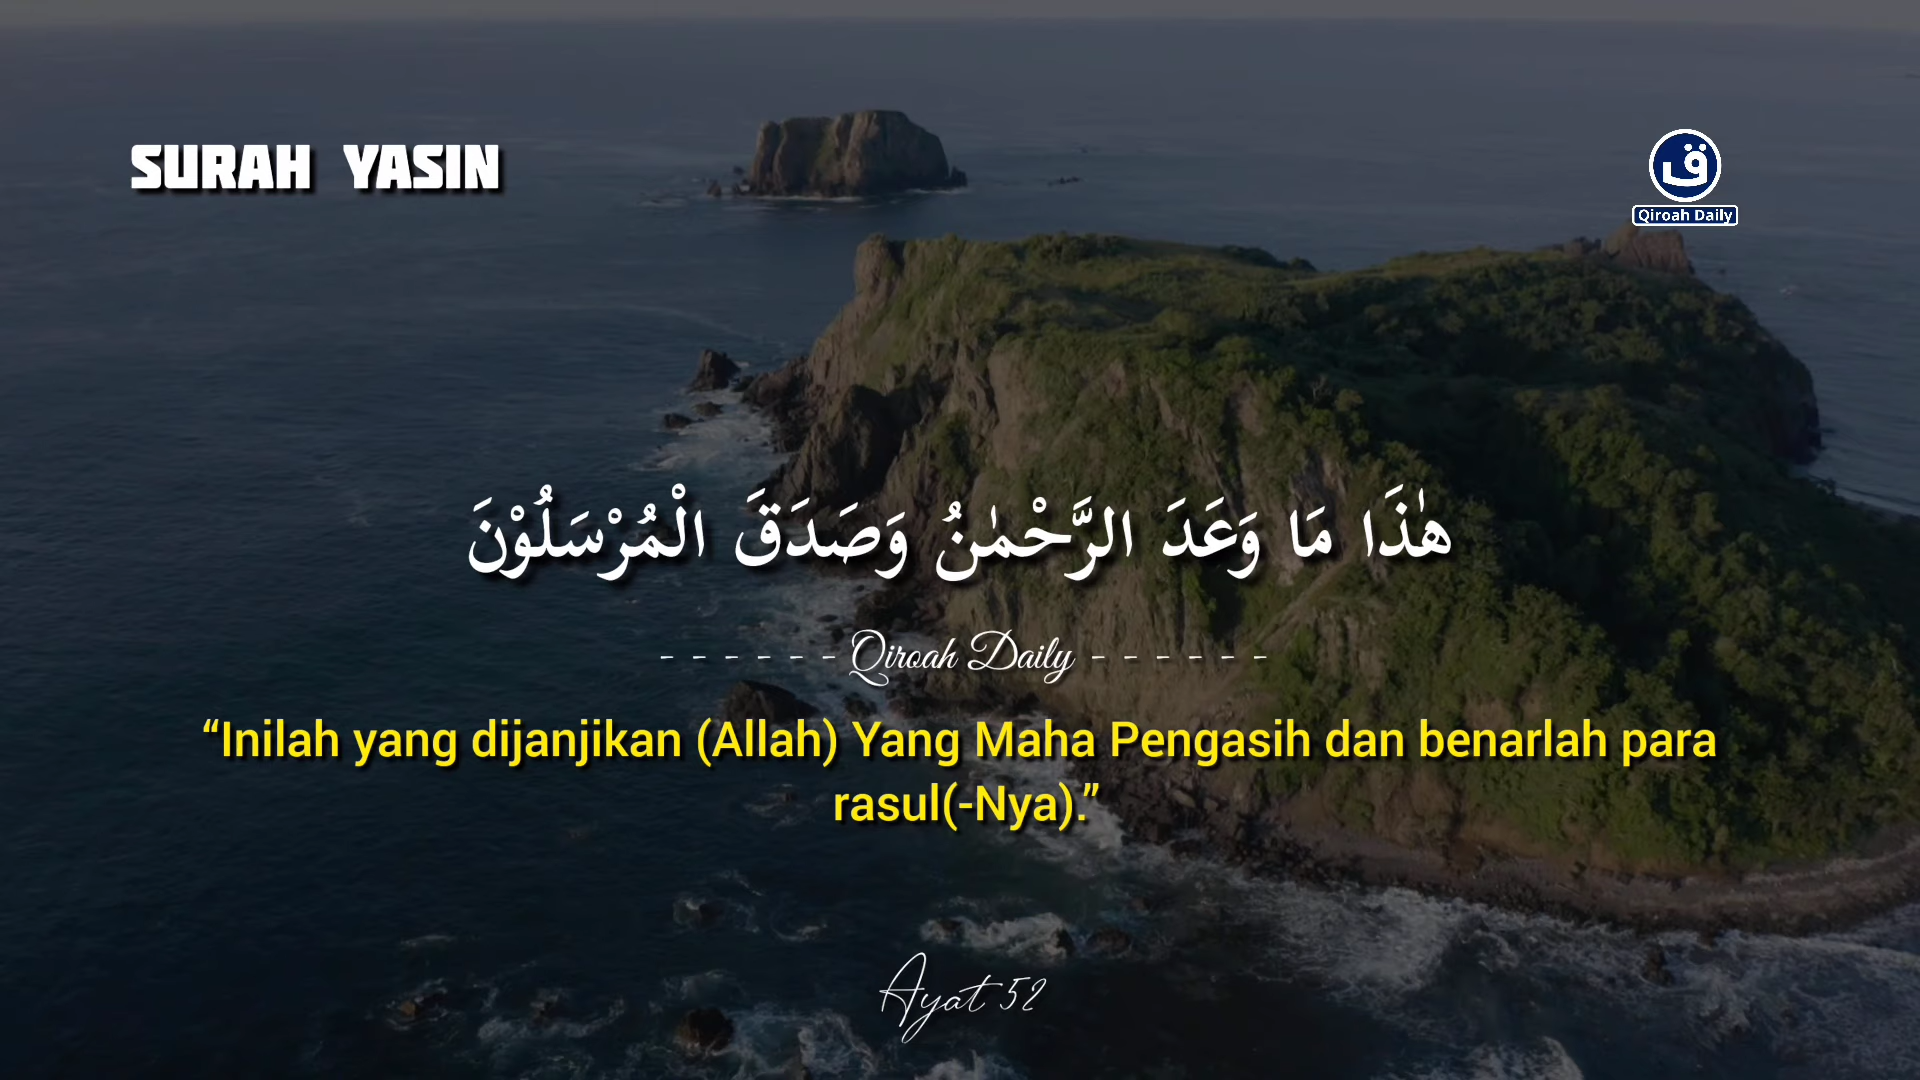 SURAH YASIN
ق
Qiroah Daily
هٰذَا مَا وَعَدَ الرَّحْمٰنُ وَصَدَقَ الْمُرْسَلُوْنَ
- - - - - - Qiroah Daily - - - - - -
“Inilah yang dijanjikan (Allah) Yang Maha Pengasih dan benarlah para
rasul(-Nya).”
Ayat 52